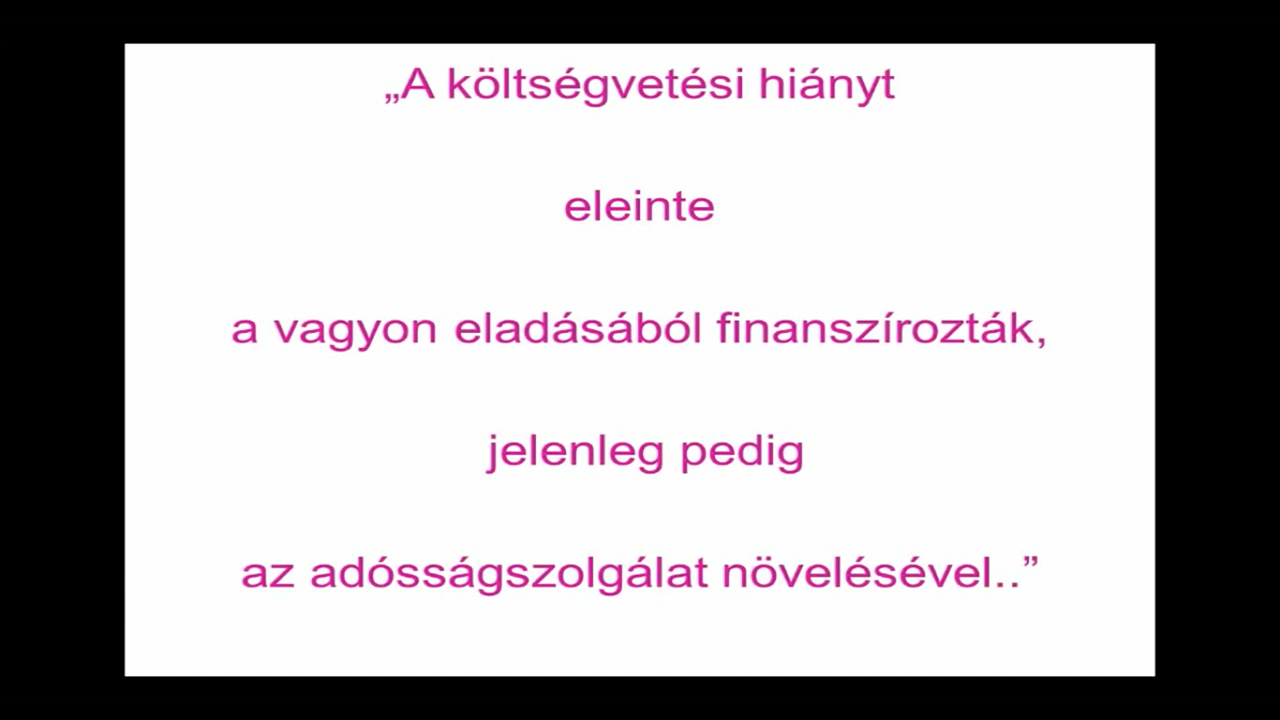 „A költségvetési hiányt
eleinte
a vagyon eladásából finanszírozták,
jelenleg pedig
az adósságszolgálat növelésével..”